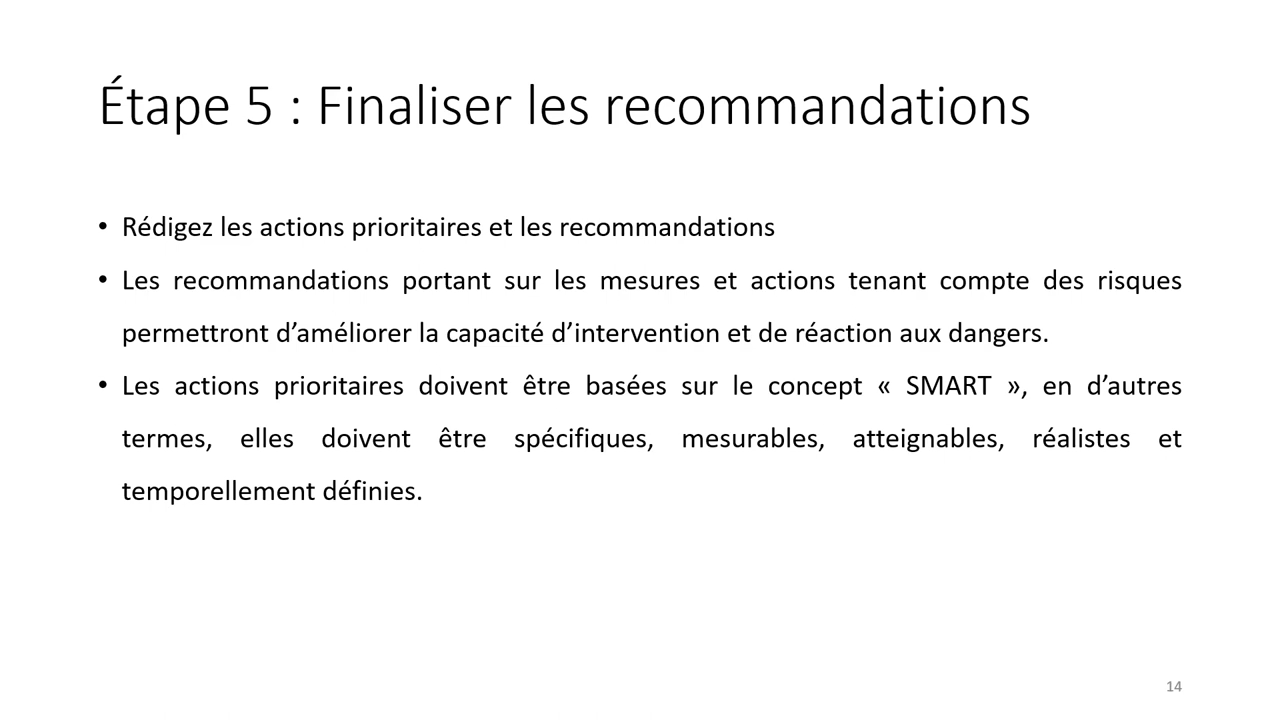 Étape 5 : Finaliser les recommandations
• Rédigez les actions prioritaires et les recommandations
• Les recommandations portant sur les mesures et actions tenant compte des risques
permettront d’améliorer la capacité d’intervention et de réaction aux dangers.
• Les actions prioritaires doivent être basées sur le concept « SMART », en d’autres
termes, elles doivent être spécifiques, mesurables, atteignables, réalistes et
temporellement définies.
14